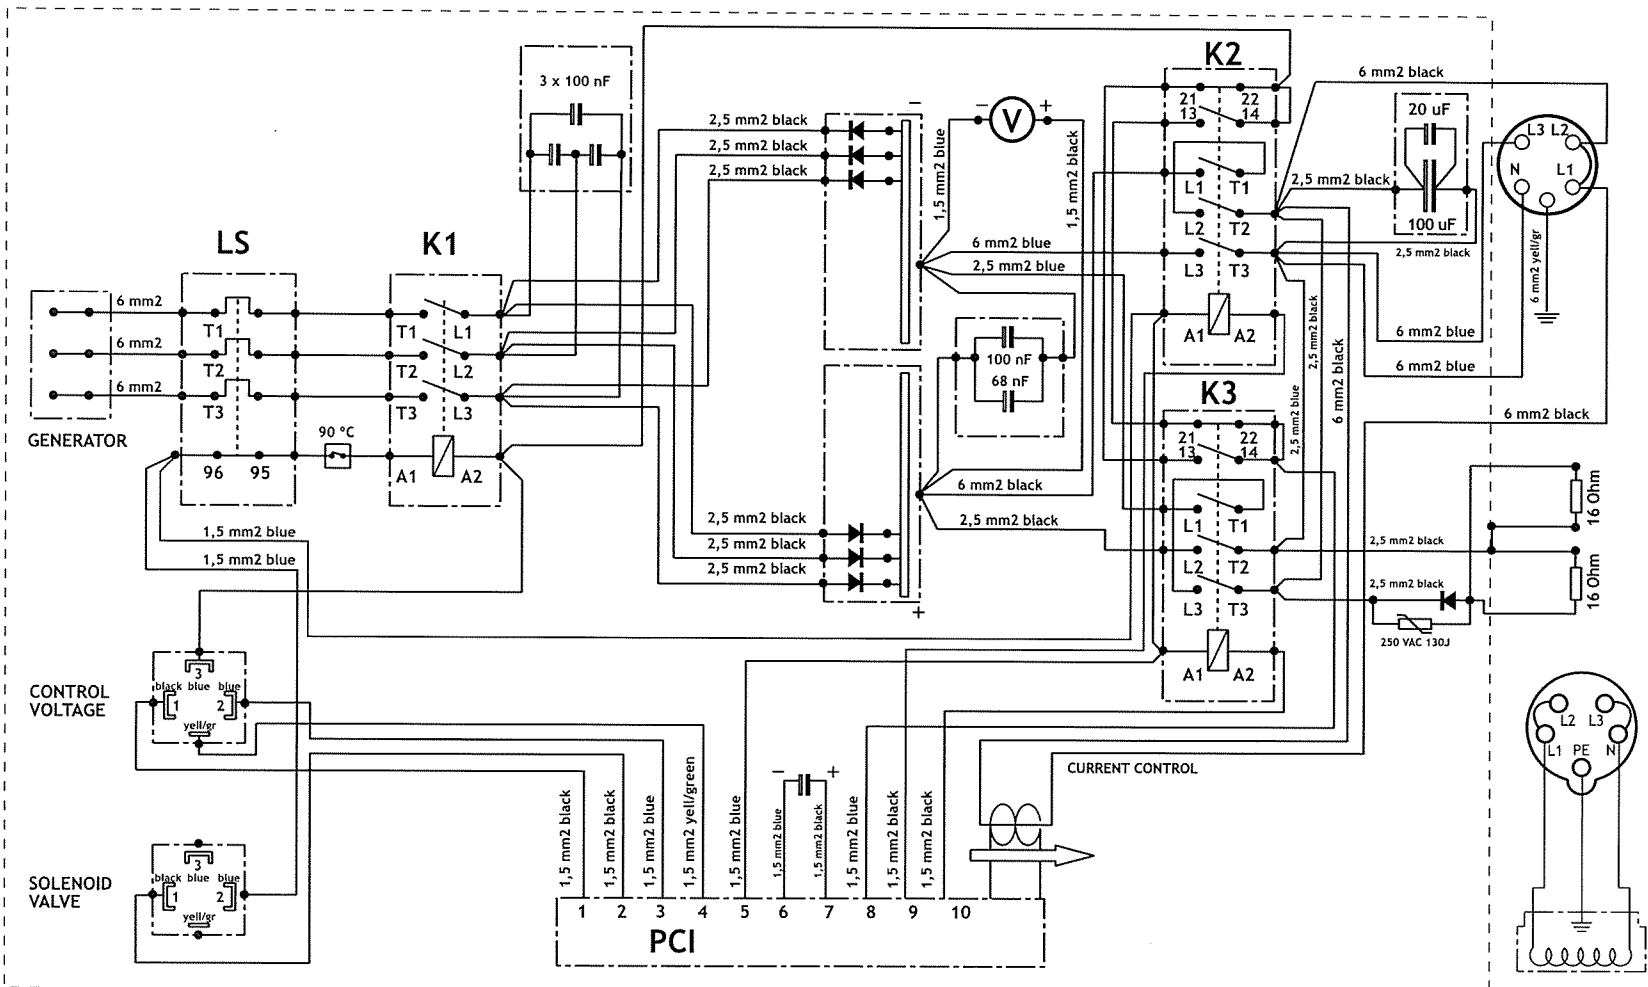 K2
3 x 100 nF
6 mm2 black
21 22
13 14
20 uF
2,5 mm2 black
2,5 mm2 black
2,5 mm2 black
−
− V +
1,5 mm2 blue
1,5 mm2 black
L3 L2
N L1
L1 T1
2,5 mm2 black
100 uF
L2 T2
6 mm2 blue
L3 T3
2,5 mm2 black
2,5 mm2 blue
6 mm2 yell/gr
LS
K1
GENERATOR
6 mm2
6 mm2
6 mm2
T1
T2
T3
T1 L1
T2 L2
T3 L3
96 95
90 °C
A1 A2
A1 A2
6 mm2 blue
6 mm2 blue
2,5 mm2 black
6 mm2 black
2,5 mm2 blue
100 nF
68 nF
K3
21 22
13 14
6 mm2 black
6 mm2 black
2,5 mm2 black
L1 T1
L2 T2
L3 T3
A1 A2
2,5 mm2 black
2,5 mm2 black
2,5 mm2 black
+
16 Ohm
16 Ohm
2,5 mm2 black
2,5 mm2 black
250 VAC 130J
1,5 mm2 blue
1,5 mm2 blue
CONTROL
VOLTAGE
3
black blue blue
1 2
yell/gr
L2 L3
L1 PE N
CURRENT CONTROL
− +
SOLENOID
VALVE
3
black blue blue
1 2
yell/gr
1,5 mm2 black
1,5 mm2 black
1,5 mm2 blue
1,5 mm2 yell/green
1,5 mm2 blue
1,5 mm2 blue
1,5 mm2 black
1,5 mm2 blue
1,5 mm2 black
1,5 mm2 black
1 2 3 4 5 6 7 8 9 10
PCI